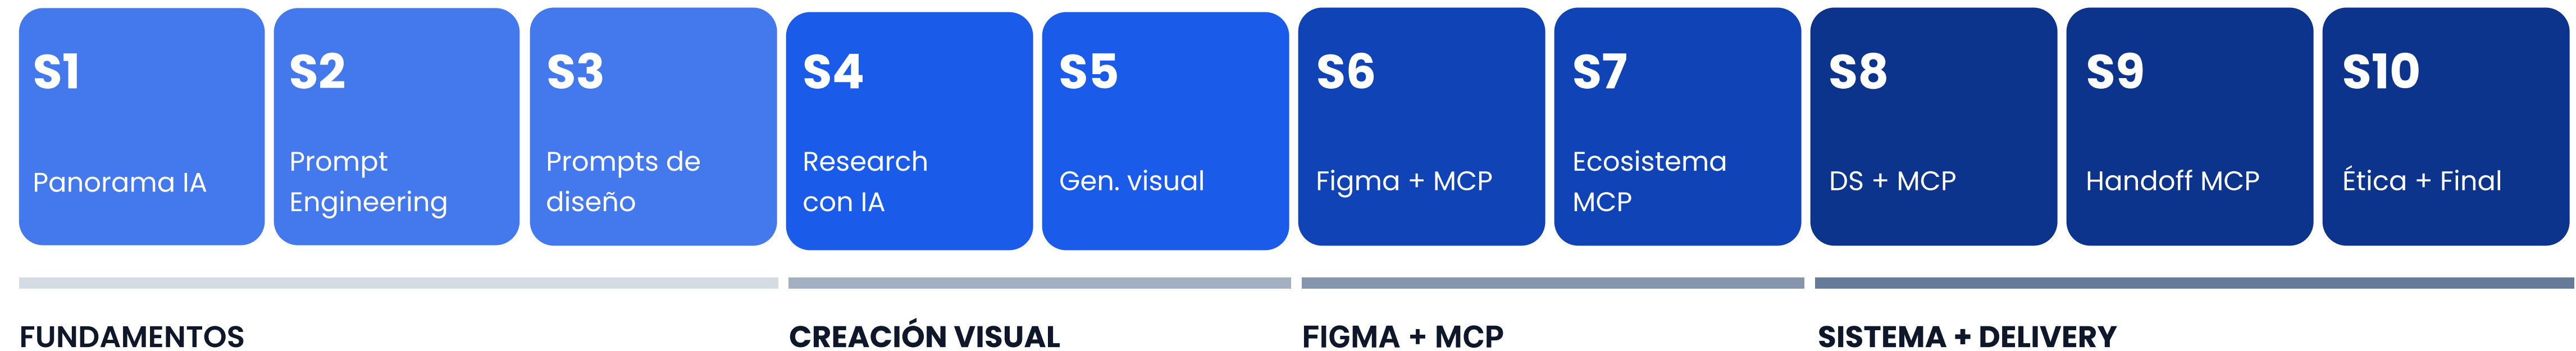 S1
Panorama IA
S2
Prompt
Engineering
S3
Prompts de
diseño
S4
Research
con IA
S5
Gen. visual
S6
Figma + MCP
S7
Ecosistema
MCP
S8
DS + MCP
S9
Handoff MCP
S10
Ética + Final
FUNDAMENTOS
CREACIÓN VISUAL
FIGMA + MCP
SISTEMA + DELIVERY